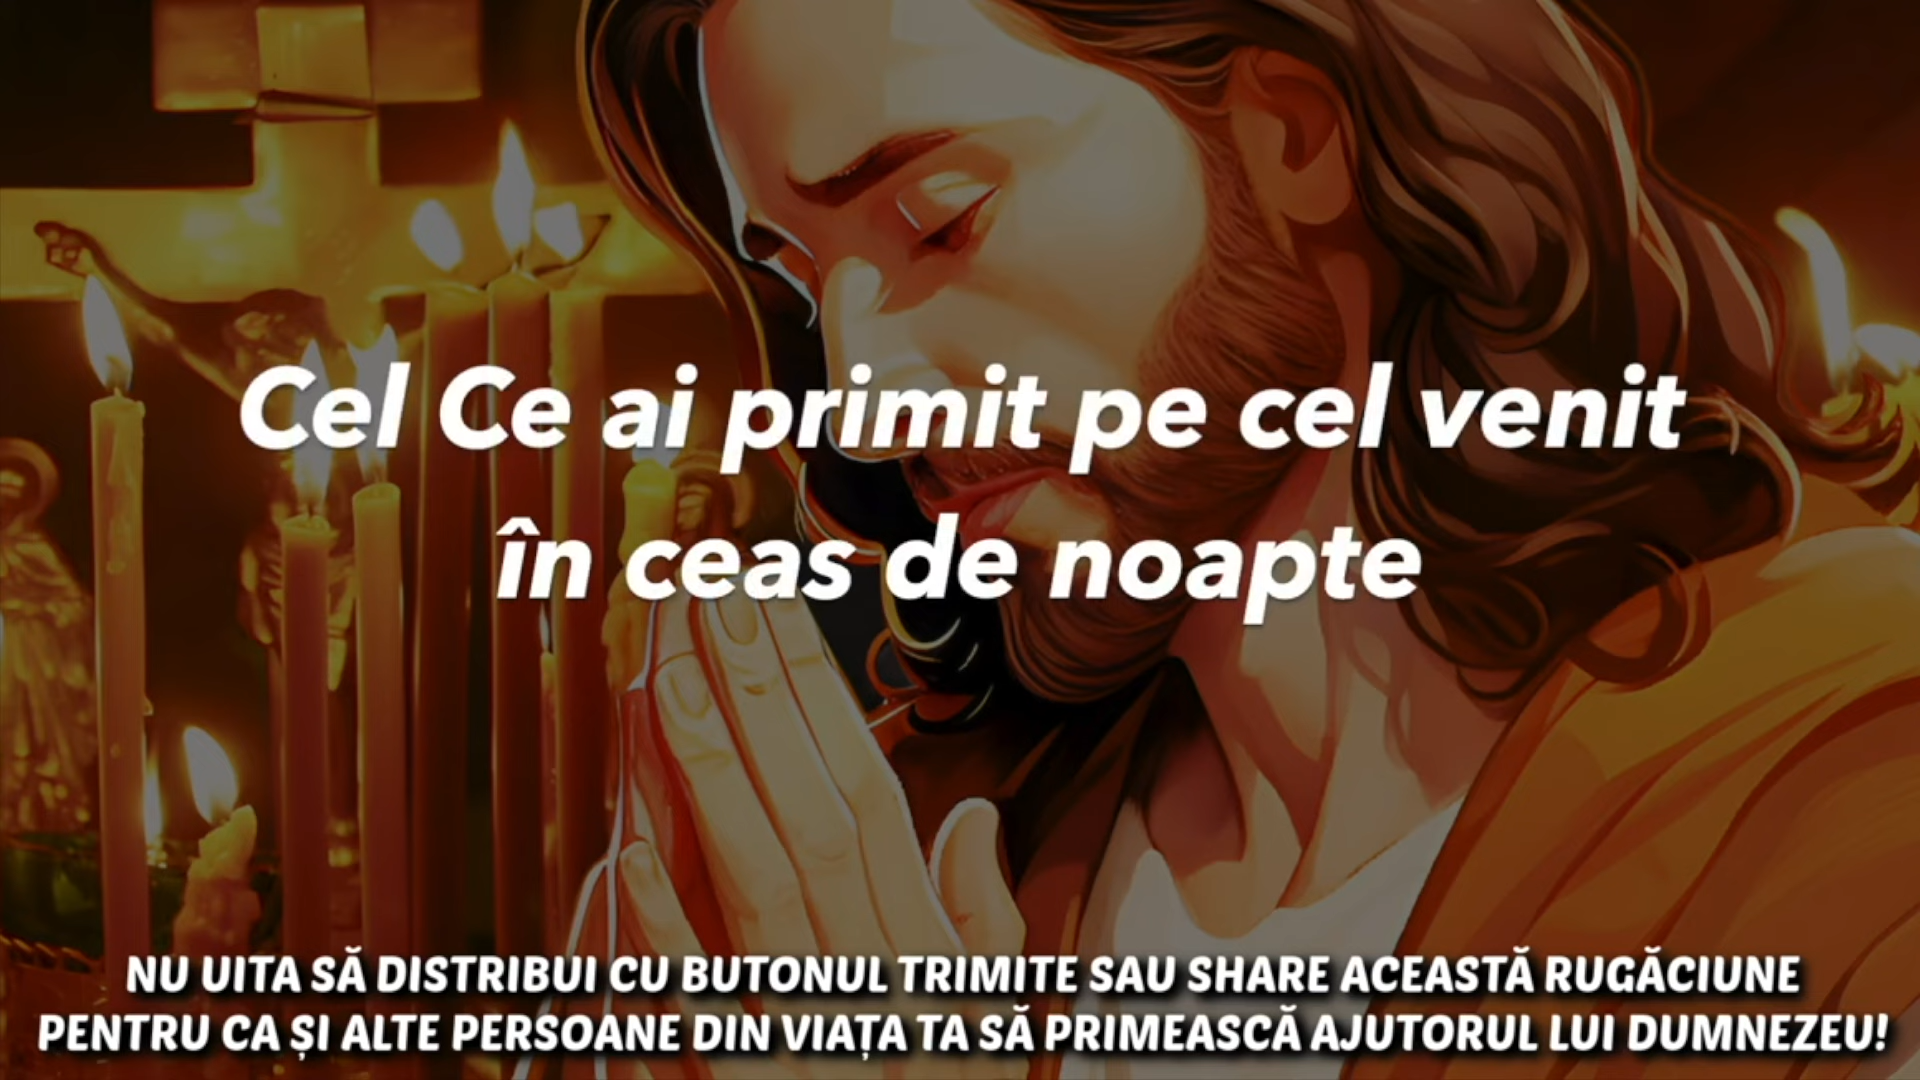 Cel Ce ai primit pe cel venit
în ceas de noapte
NU UITA SĂ DISTRIBUI CU BUTONUL TRIMITE SAU SHARE ACEASTĂ RUGĂCIUNE
PENTRU CA ȘI ALTE PERSOANE DIN VIAȚA TA SĂ PRIMEASCĂ AJUTORUL LUI DUMNEZEU!